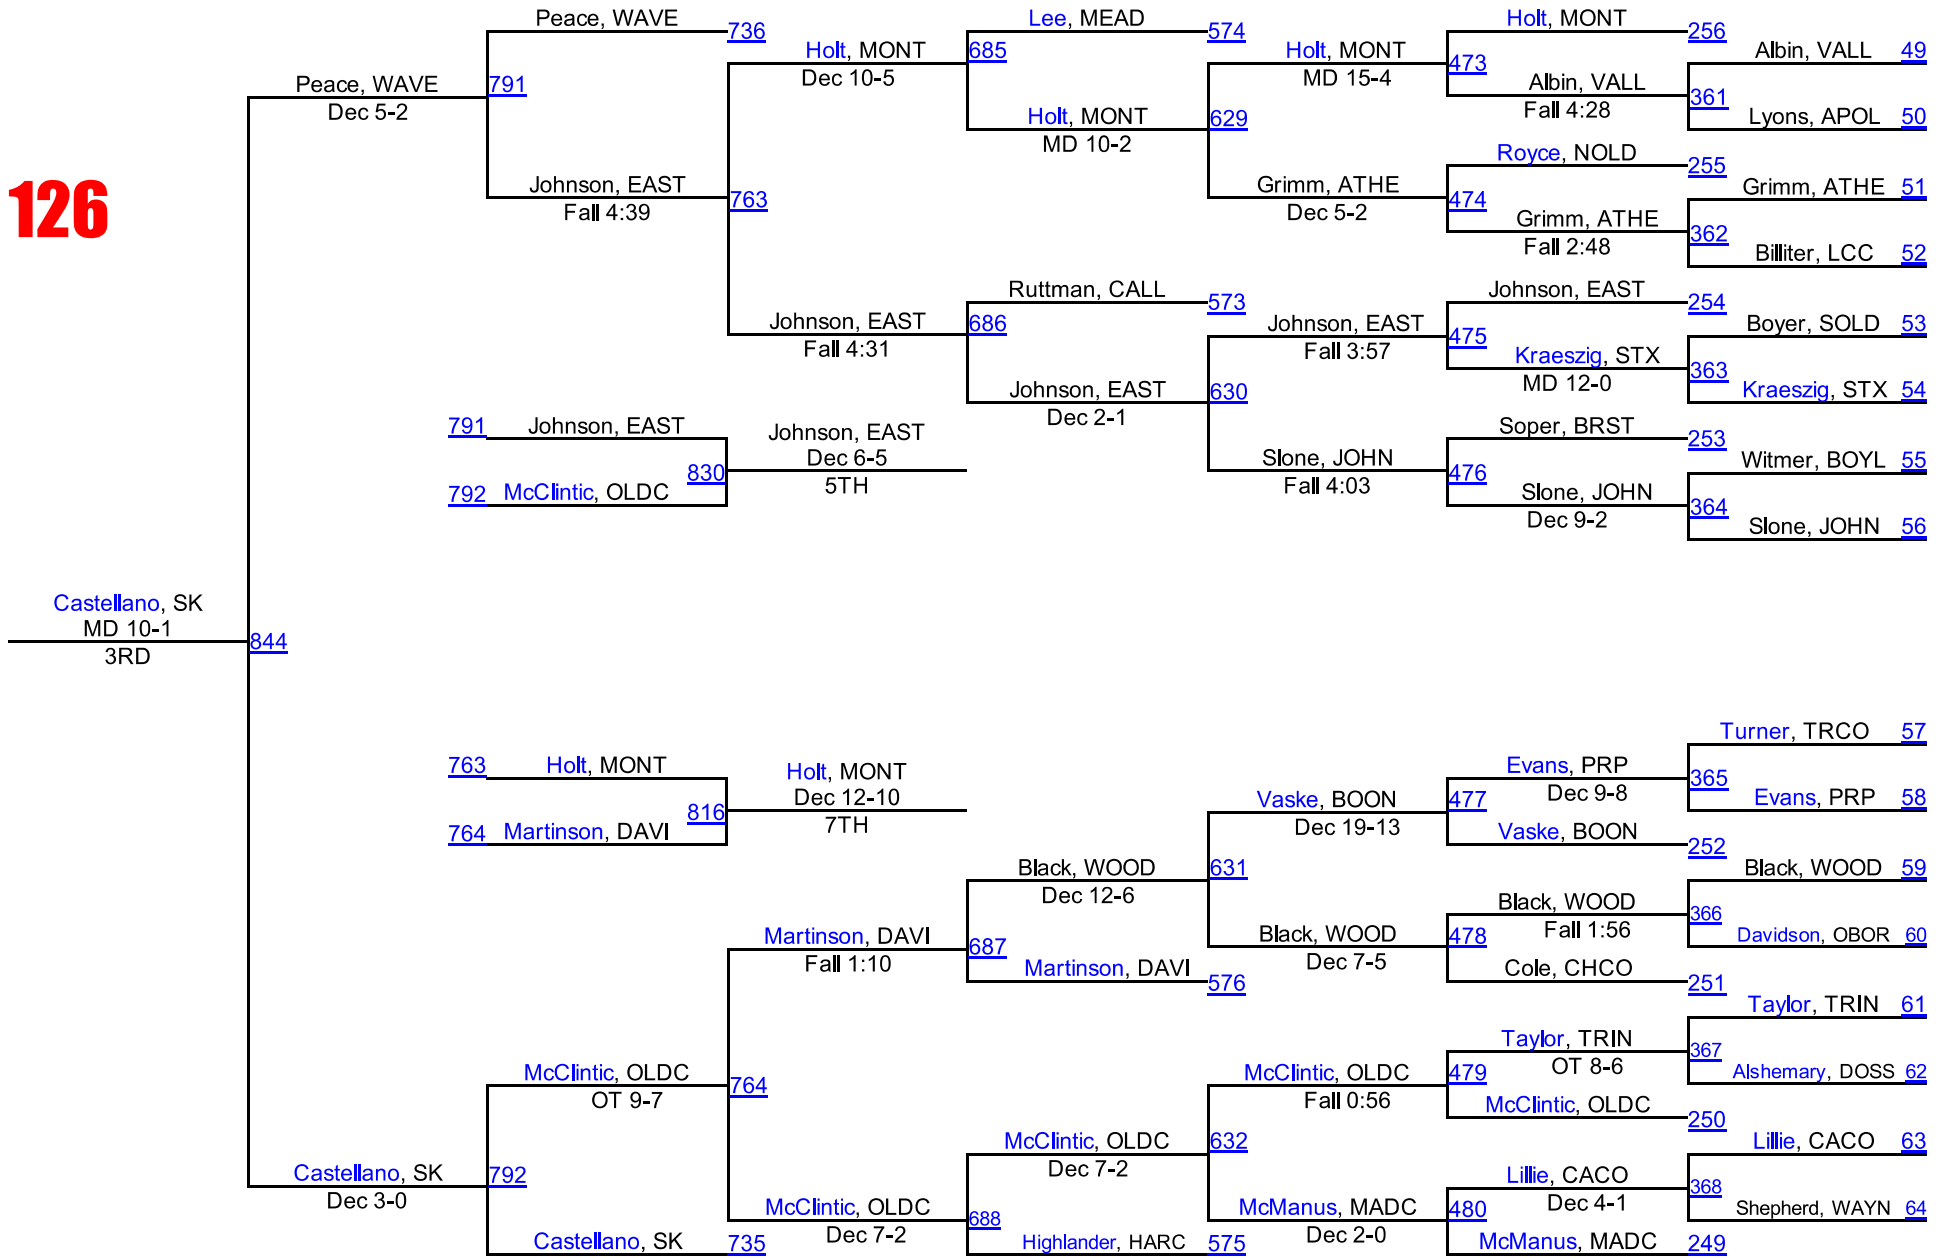 126
Peace, WAVE
736
Lee, MEAD
574
Holt, MONT
256
Albin, VALL 49
Holt, MONT
Dec 10-5
685
Holt, MONT
MD 15-4
473
Albin, VALL
Fall 4:28
361
Lyons, APOL 50
Peace, WAVE
Dec 5-2
791
Holt, MONT
MD 10-2
629
Royce, NOLD
255
Grimm, ATHE 51
Johnson, EAST
Fall 4:39
763
Grimm, ATHE
Dec 5-2
474
Grimm, ATHE
Fall 2:48
362
Billiter, LCC 52
Ruttman, CALL
573
Johnson, EAST
254
Boyer, SOLD 53
Johnson, EAST
Fall 4:31
686
Johnson, EAST
Fall 3:57
475
Kraeszig, STX
MD 12-0
363
Kraeszig, STX 54
Johnson, EAST
Dec 2-1
630
791 Johnson, EAST
830
792 McClintic, OLDC
Johnson, EAST
Dec 6-5
5TH
Soper, BRST
253
Witmer, BOYL 55
Slone, JOHN
Fall 4:03
476
Slone, JOHN
Dec 9-2
364
Slone, JOHN 56
Castellano, SK
MD 10-1
3RD
844
Turner, TRCO 57
763 Holt, MONT
816
764 Martinson, DAVI
Holt, MONT
Dec 12-10
7TH
Evans, PRP
Dec 9-8
365
Evans, PRP 58
Vaske, BOON
Dec 19-13
477
Vaske, BOON
252
Black, WOOD
Dec 12-6
631
Black, WOOD 59
Black, WOOD
Fall 1:56
366
Black, WOOD
Dec 7-5
478
Davidson, OBOR 60
Martinson, DAVI
Fall 1:10
687
Martinson, DAVI
576
Cole, CHCO
251
Taylor, TRIN 61
Taylor, TRIN
OT 8-6
367
McClintic, OLDC
OT 9-7
764
McClintic, OLDC
Fall 0:56
479
Alshemary, DOSS 62
McClintic, OLDC
250
McClintic, OLDC
Dec 7-2
632
Lillie, CACO 63
Castellano, SK
Dec 3-0
792
Lillie, CACO
Dec 4-1
368
McClintic, OLDC
Dec 7-2
688
McManus, MADC
Dec 2-0
480
Shepherd, WAYN 64
Castellano, SK
735
Highlander, HARC
575
McManus, MADC
249